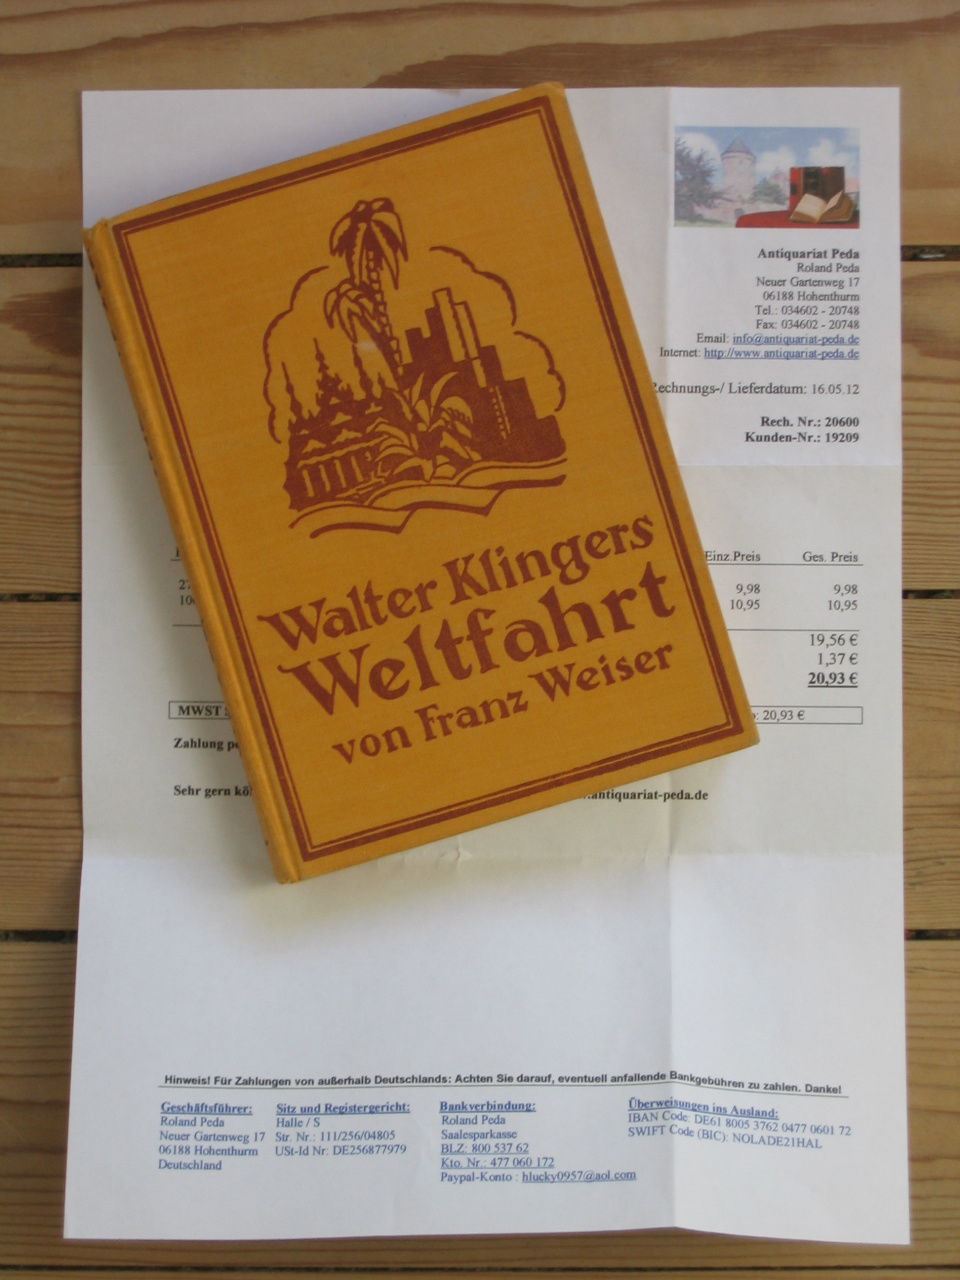 Antiquariat Peda
Roland Peda
Neuer Gartenweg 17
06188 Hohenthurm
Tel.: 034602 - 20748
Fax: 034602 - 20748
Email: info@antiquariat-peda.de
Internet: http://www.antiquariat-peda.de
Rechnungs-/ Lieferdatum: 16.05.12
Rech. Nr.: 20600
Kunden-Nr.: 19209
Walter Klingers
Weltfahrt
von Franz Weiser
Einz.Preis Ges. Preis
9,98 9,98
10,95 10,95
19,56 €
1,37 €
20,93 €
MWST
: 20,93 €
Zahlung
Sehr gern
.antiquariat-peda.de
Hinweis! Für Zahlungen von außerhalb Deutschlands: Achten Sie darauf, eventuell anfallende Bankgebühren zu zahlen. Danke!
Geschäftsführer:
Roland Peda
Neuer Gartenweg 17
06188 Hohenthurm
Deutschland
Sitz und Registergericht:
Halle / S
Str. Nr.: 111/256/04805
USt-Id Nr: DE256877979
Bankverbindung:
Roland Peda
Saalesparkasse
BLZ: 800 537 62
Kto. Nr.: 477 060 172
Paypal-Konto : hlucky0957@aol.com
Überweisungen ins Ausland:
IBAN Code: DE61 8005 3762 0477 0601 72
SWIFT Code (BIC): NOLADE21HAL